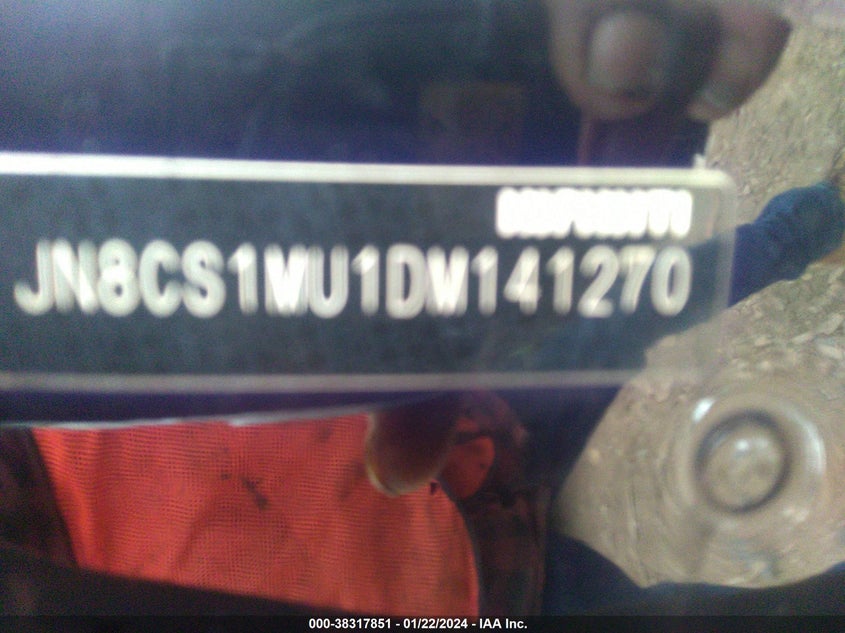 JN8CS1MU1DM141270
000-38317851 - 01/22/2024 - IAA Inc.